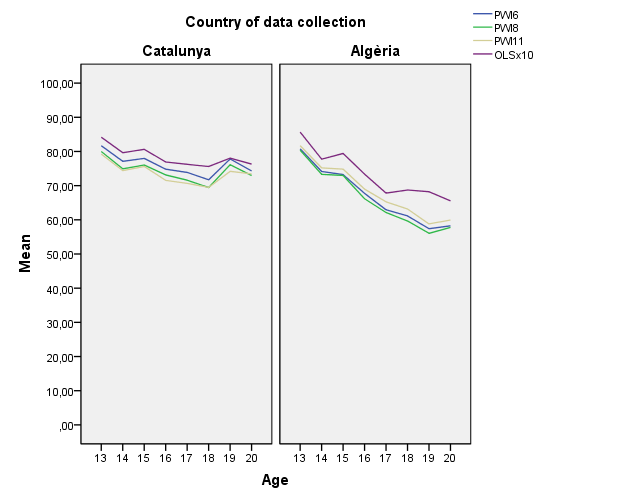 Country of data collection
Catalunya
Algèria
PWI6
PWI8
PWI11
OLSx10
Mean
100,00
90,00
80,00
70,00
60,00
50,00
40,00
30,00
20,00
10,00
,00
13 14 15 16 17 18 19 20
13 14 15 16 17 18 19 20
Age